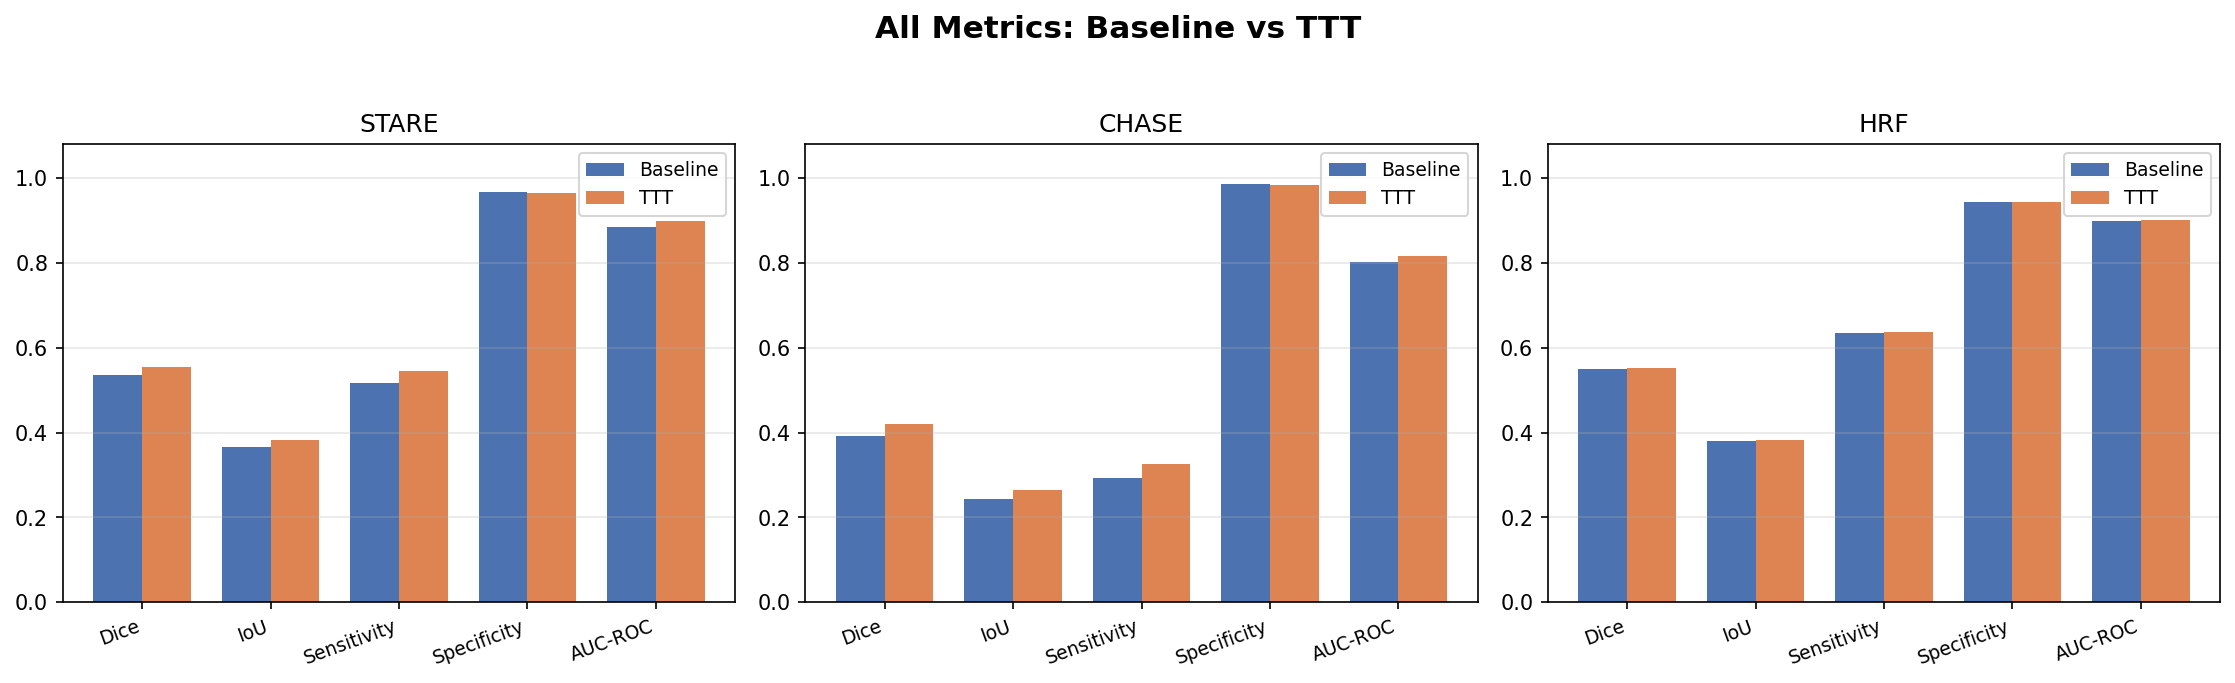 All Metrics: Baseline vs TTT
STARE
Baseline
TTT
1.0
0.8
0.6
0.4
0.2
0.0
Dice
IoU
Sensitivity
Specificity
AUC-ROC
CHASE
Baseline
TTT
1.0
0.8
0.6
0.4
0.2
0.0
Dice
IoU
Sensitivity
Specificity
AUC-ROC
HRF
Baseline
TTT
1.0
0.8
0.6
0.4
0.2
0.0
Dice
IoU
Sensitivity
Specificity
AUC-ROC